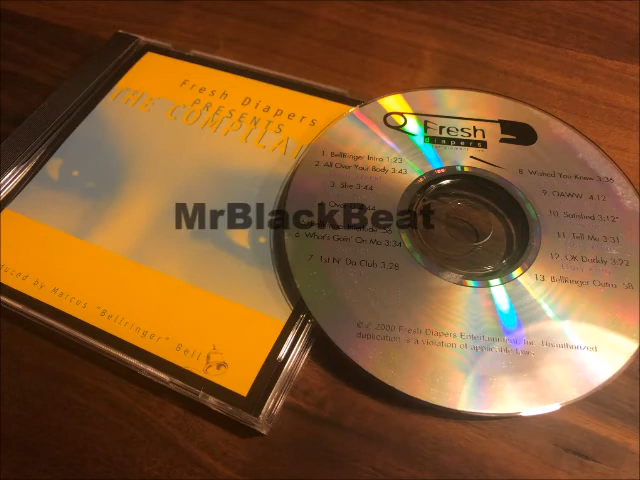 Fresh Diapers
PRESENTS
THE COMPILA
by Marcus "Bellringer" Bell
MrBlackBeat
Fresh
diapers
1. BellRinger Intro 1:23
2. All Over Your Body 3:43
3. She 3:44
Over
6. What's Goin' On Ma 3:34
7. 1st N' Da Club 3:28
8. Wished You Knew 3:36
9. OAWW 4:12
10. Satisfied 3:12
11. Tell Me 3:31
12. OK Daddy 3:22
13. BellRinger Outro :58
2000 Fresh Diapers Entertainment, Inc. Unauthorized
duplication is a violation of applicable laws